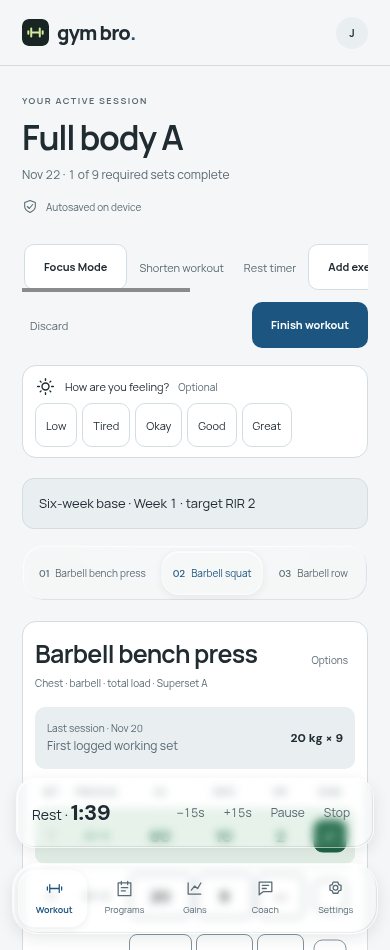 gym bro.
J
YOUR ACTIVE SESSION
Full body A
Nov 22 · 1 of 9 required sets complete
Autosaved on device
Focus Mode
Shorten workout
Rest timer
Add exe
Discard
Finish workout
How are you feeling? Optional
Low
Tired
Okay
Good
Great
Six-week base · Week 1 · target RIR 2
01 Barbell bench press
02 Barbell squat
03 Barbell row
Barbell bench press
Options
Chest · barbell · total load · Superset A
Last session · Nov 20
First logged working set
20 kg × 9
Rest · 1:39
−15s
+15s
Pause
Stop
Workout
Programs
Gains
Coach
Settings